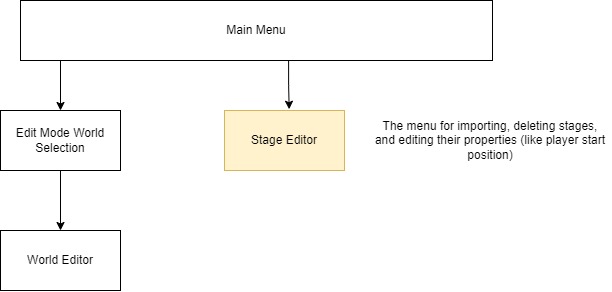 Main Menu
Edit Mode World
Selection
Stage Editor
The menu for importing, deleting stages,
and editing their properties (like player start
position)
World Editor